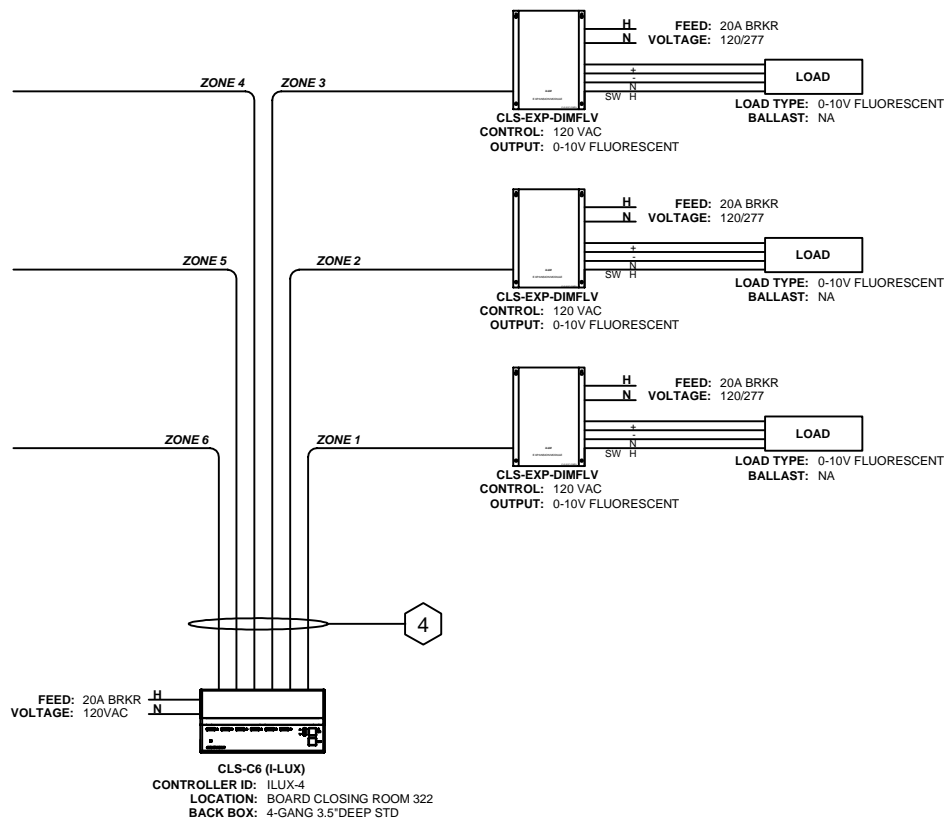 H FEED: 20A BRKR
N VOLTAGE: 120/277
ZONE 4 ZONE 3
+
-
N
SW H
LOAD
LOAD TYPE: 0-10V FLUORESCENT
BALLAST: NA
CLS-EXP-DIMFLV
CONTROL: 120 VAC
OUTPUT: 0-10V FLUORESCENT
H FEED: 20A BRKR
N VOLTAGE: 120/277
ZONE 5 ZONE 2
+
-
N
SW H
LOAD
LOAD TYPE: 0-10V FLUORESCENT
BALLAST: NA
CLS-EXP-DIMFLV
CONTROL: 120 VAC
OUTPUT: 0-10V FLUORESCENT
H FEED: 20A BRKR
N VOLTAGE: 120/277
ZONE 6 ZONE 1
+
-
N
SW H
LOAD
LOAD TYPE: 0-10V FLUORESCENT
BALLAST: NA
CLS-EXP-DIMFLV
CONTROL: 120 VAC
OUTPUT: 0-10V FLUORESCENT
4
FEED: 20A BRKR H
VOLTAGE: 120VAC N
CLS-C6 (I-LUX)
CONTROLLER ID: ILUX-4
LOCATION: BOARD CLOSING ROOM 322
BACK BOX: 4-GANG 3.5"DEEP STD